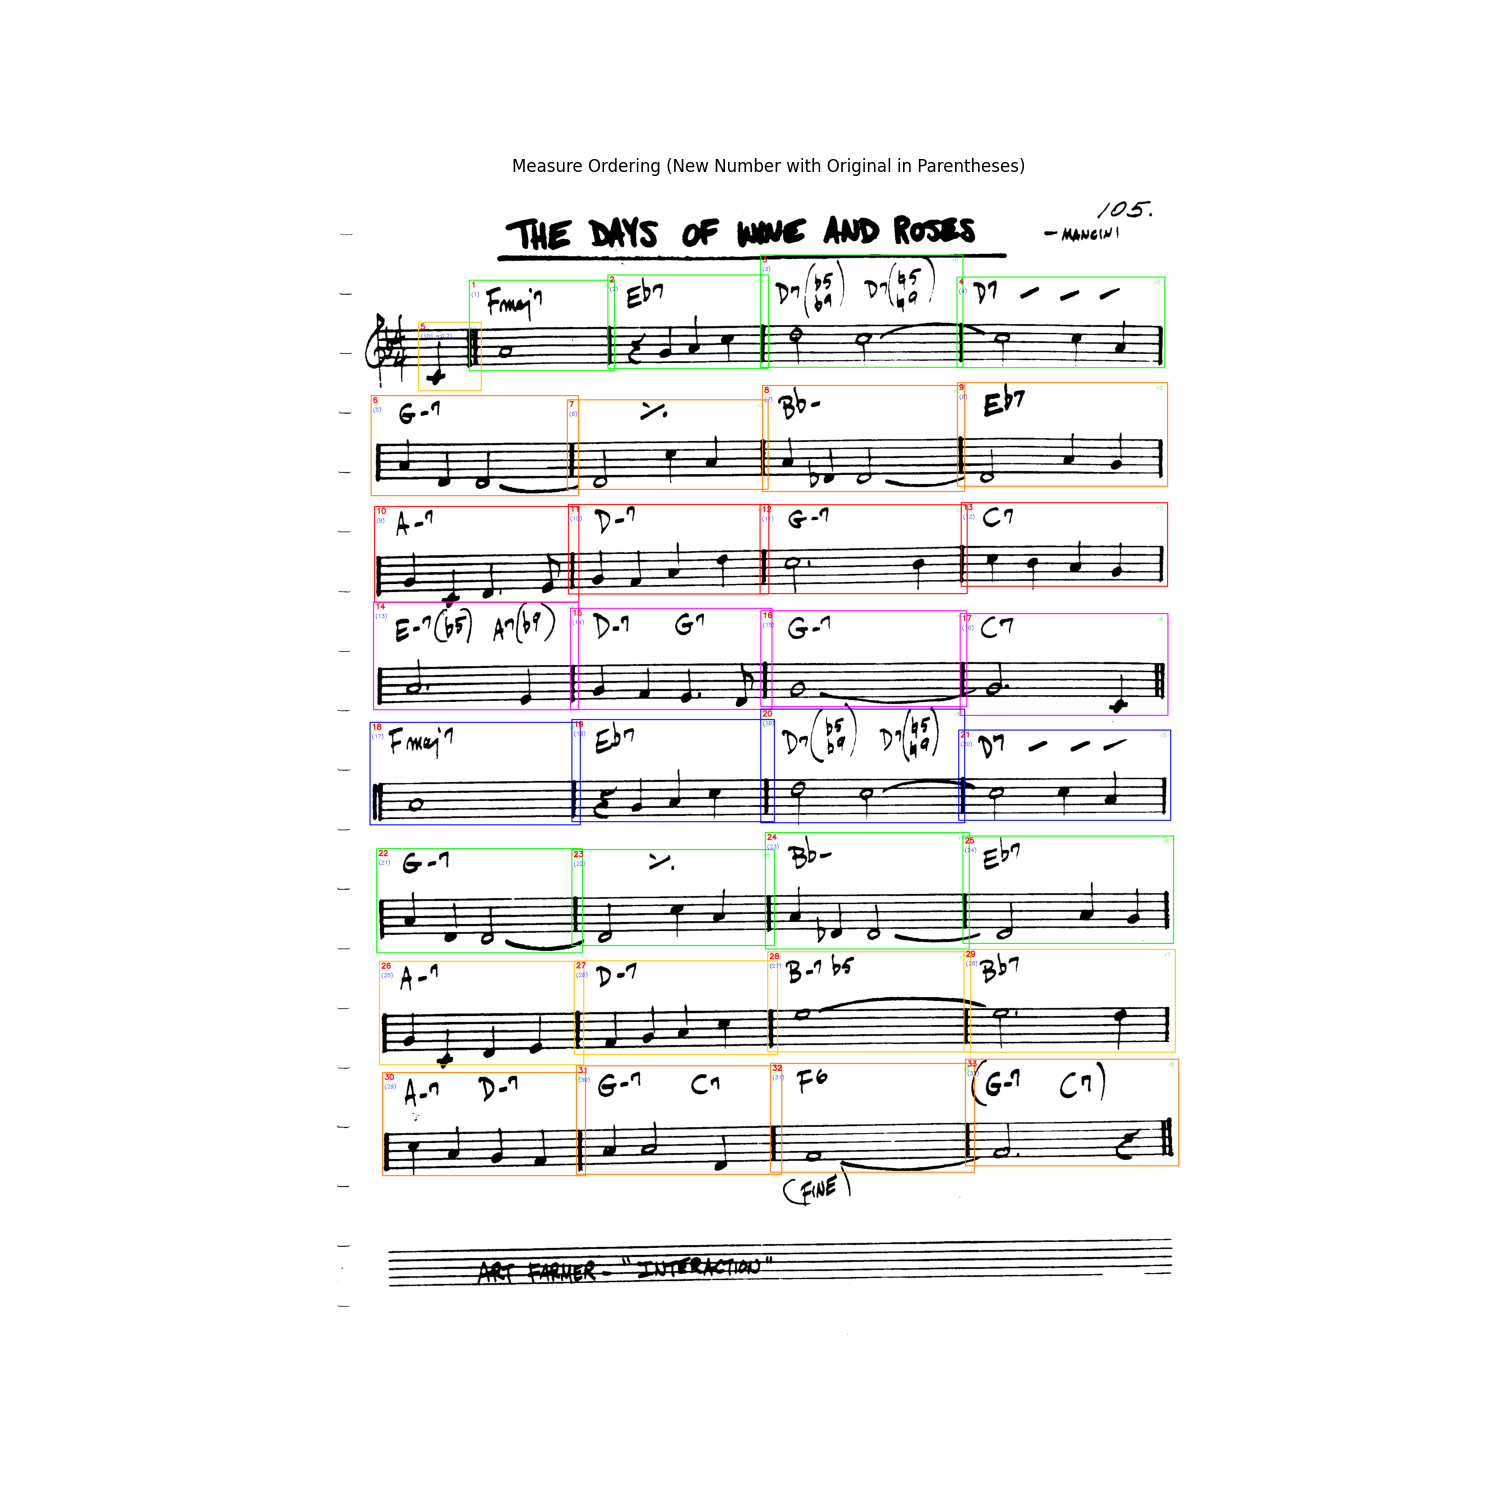 Measure Ordering (New Number with Original in Parentheses)
105.
THE DAYS OF WINE AND ROSES
- MANCINI
1 2 3 4
(1) (2) (3) (4)
Fmaj7 Eb7 D7(b5 b9) D7(♮5 ♮9) D7 - - -
5
6 7 8 9
(5) (6) (7) (8)
G-7 ٪ Bb- Eb7
10 11 12 13
(9) (10) (11) (12)
A-7 D-7 G-7 C7
14 15 16 17
(13) (14) (15) (16)
E-7(b5) A7(b9) D-7 G7 G-7 C7
18 19 20 21
(17) (18) (19) (20)
Fmaj7 Eb7 D7(b5 b9) D7(♮5 ♮9) D7 - - -
22 23 24 25
(21) (22) (23) (24)
G-7 ٪ Bb- Eb7
26 27 28 29
(25) (26) (27) (28)
A-7 D-7 B-7 b5 Bb7
30 31 32 33
(29) (30) (31) (32)
A-7 D-7 G-7 C7 F6 (G-7 C7)
(FINE)
ART FARMER - "INTERACTION"